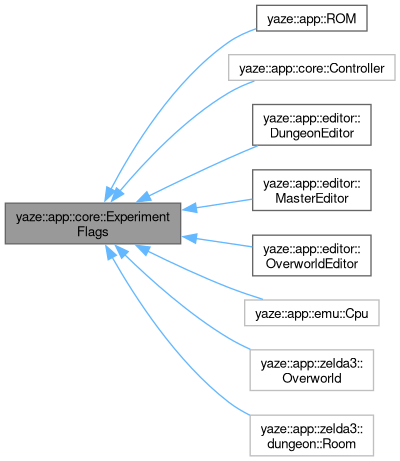 yaze::app::ROM
yaze::app::core::Controller
yaze::app::editor::
DungeonEditor
yaze::app::editor::
MasterEditor
yaze::app::core::Experiment
Flags
yaze::app::editor::
OverworldEditor
yaze::app::emu::Cpu
yaze::app::zelda3::
Overworld
yaze::app::zelda3::
dungeon::Room